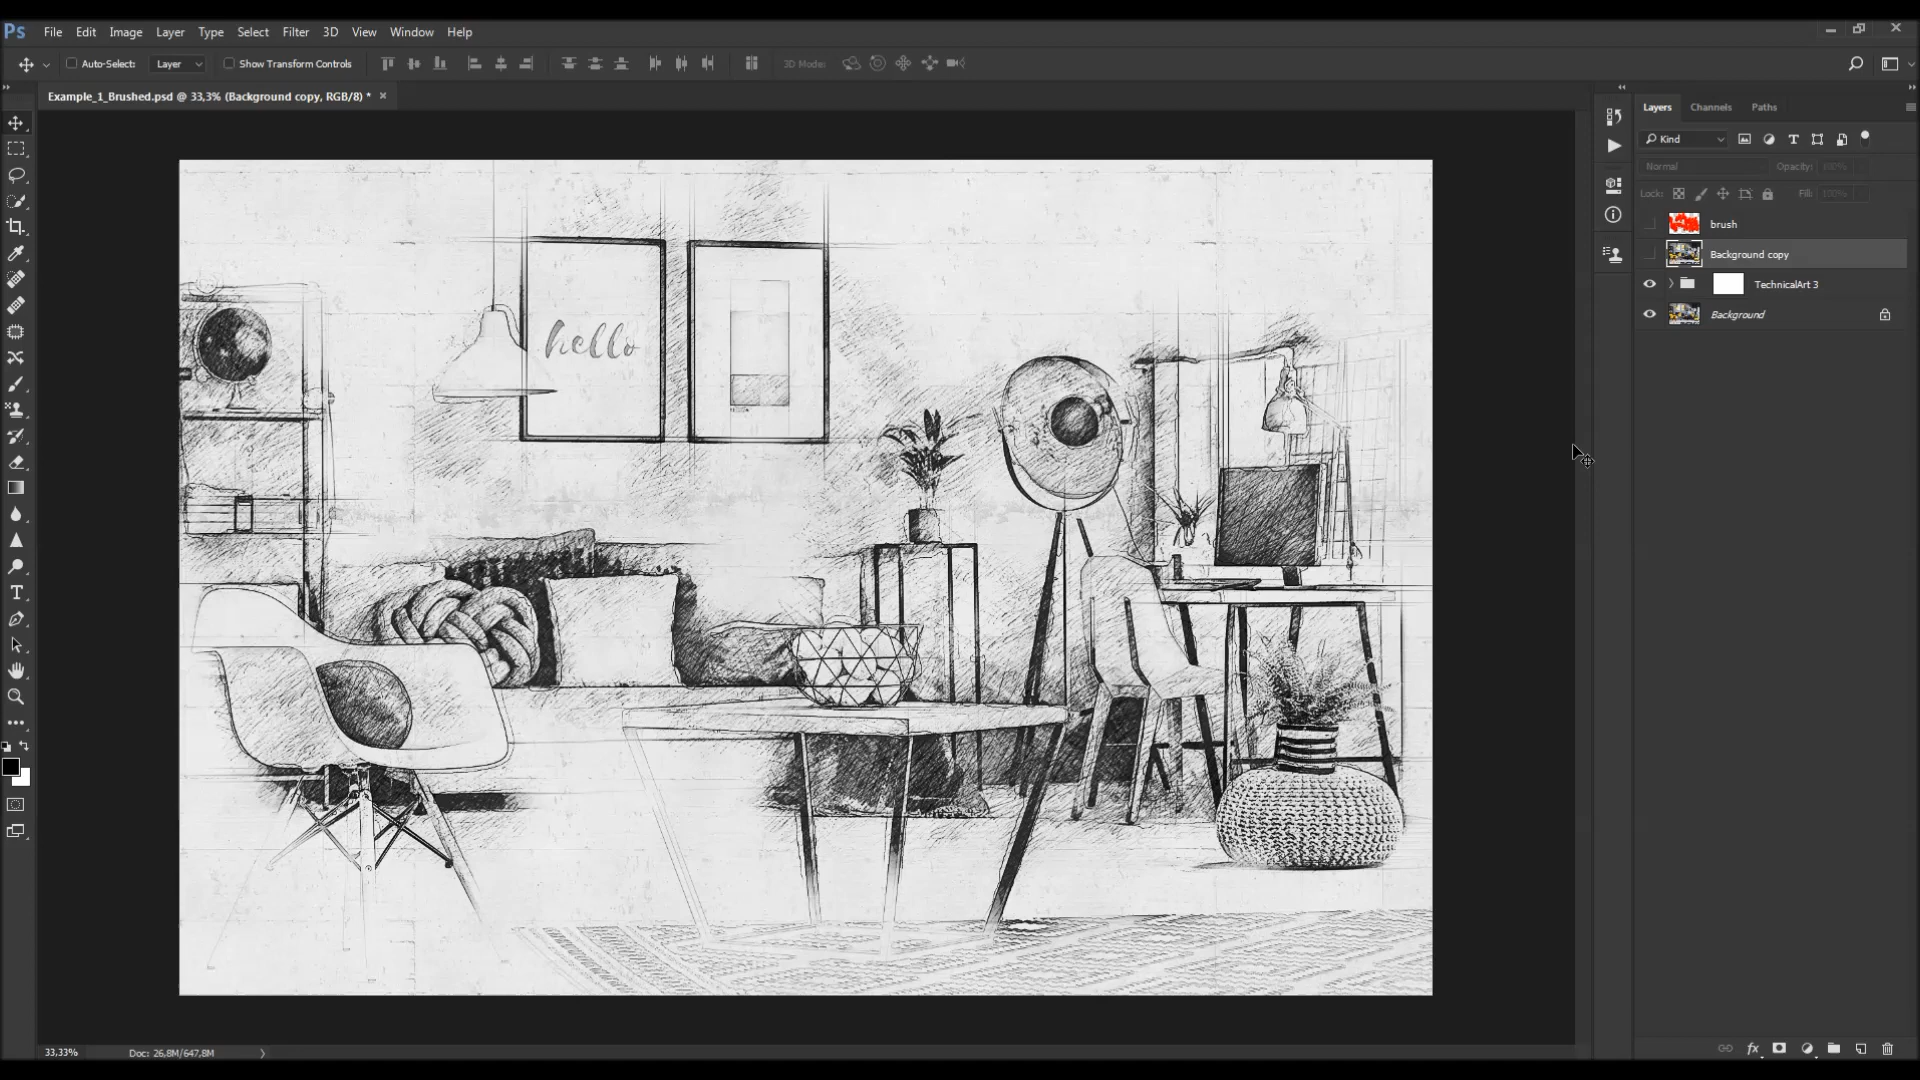 Ps File Edit Image Layer Type Select Filter 3D View Window Help
Auto-Select: Layer Show Transform Controls 3D Mode:
Example_1_Brushed.psd @ 33,3% (Background copy, RGB/8) *
Layers Channels Paths
Kind
Normal Opacity: 100%
Lock: Fill: 100%
brush
Background copy
TechnicalArt 3
Background
hello
33,33% Doc: 26,8M/647,8M